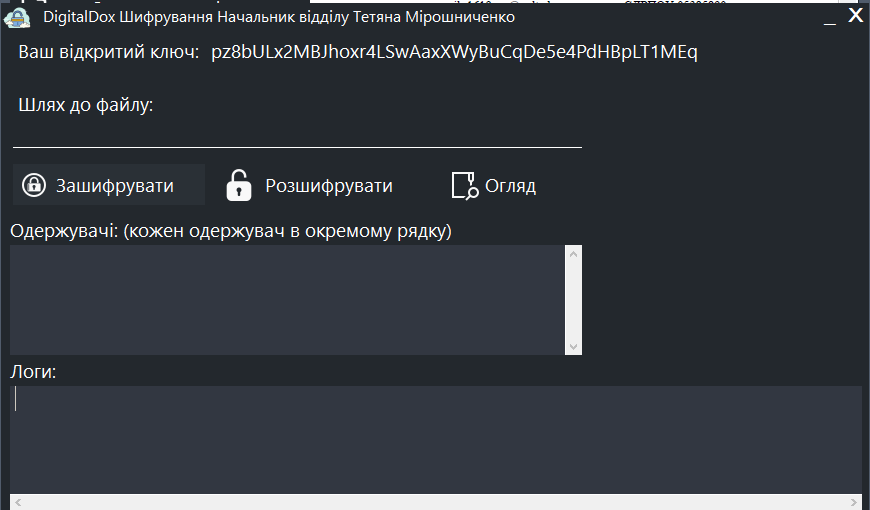 DigitalDox Шифрування Начальник відділу Тетяна Мірошниченко
Ваш відкритий ключ: pz8bULx2MBJhoxr4LSwAaxXWyBuCqDe5e4PdHBpLT1MEq
Шлях до файлу:
Зашифрувати Розшифрувати Огляд
Одержувачі: (кожен одержувач в окремому рядку)
Логи: